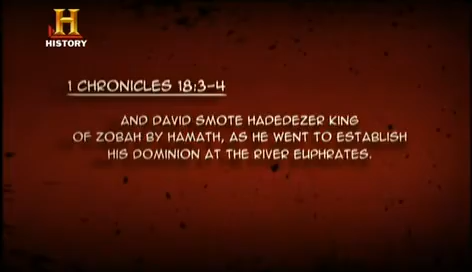 H
HISTORY
1 CHRONICLES 18:3-4
AND DAVID SMOTE HADEDEZER KING
OF ZOBAH BY HAMATH, AS HE WENT TO ESTABLISH
HIS DOMINION AT THE RIVER EUPHRATES.